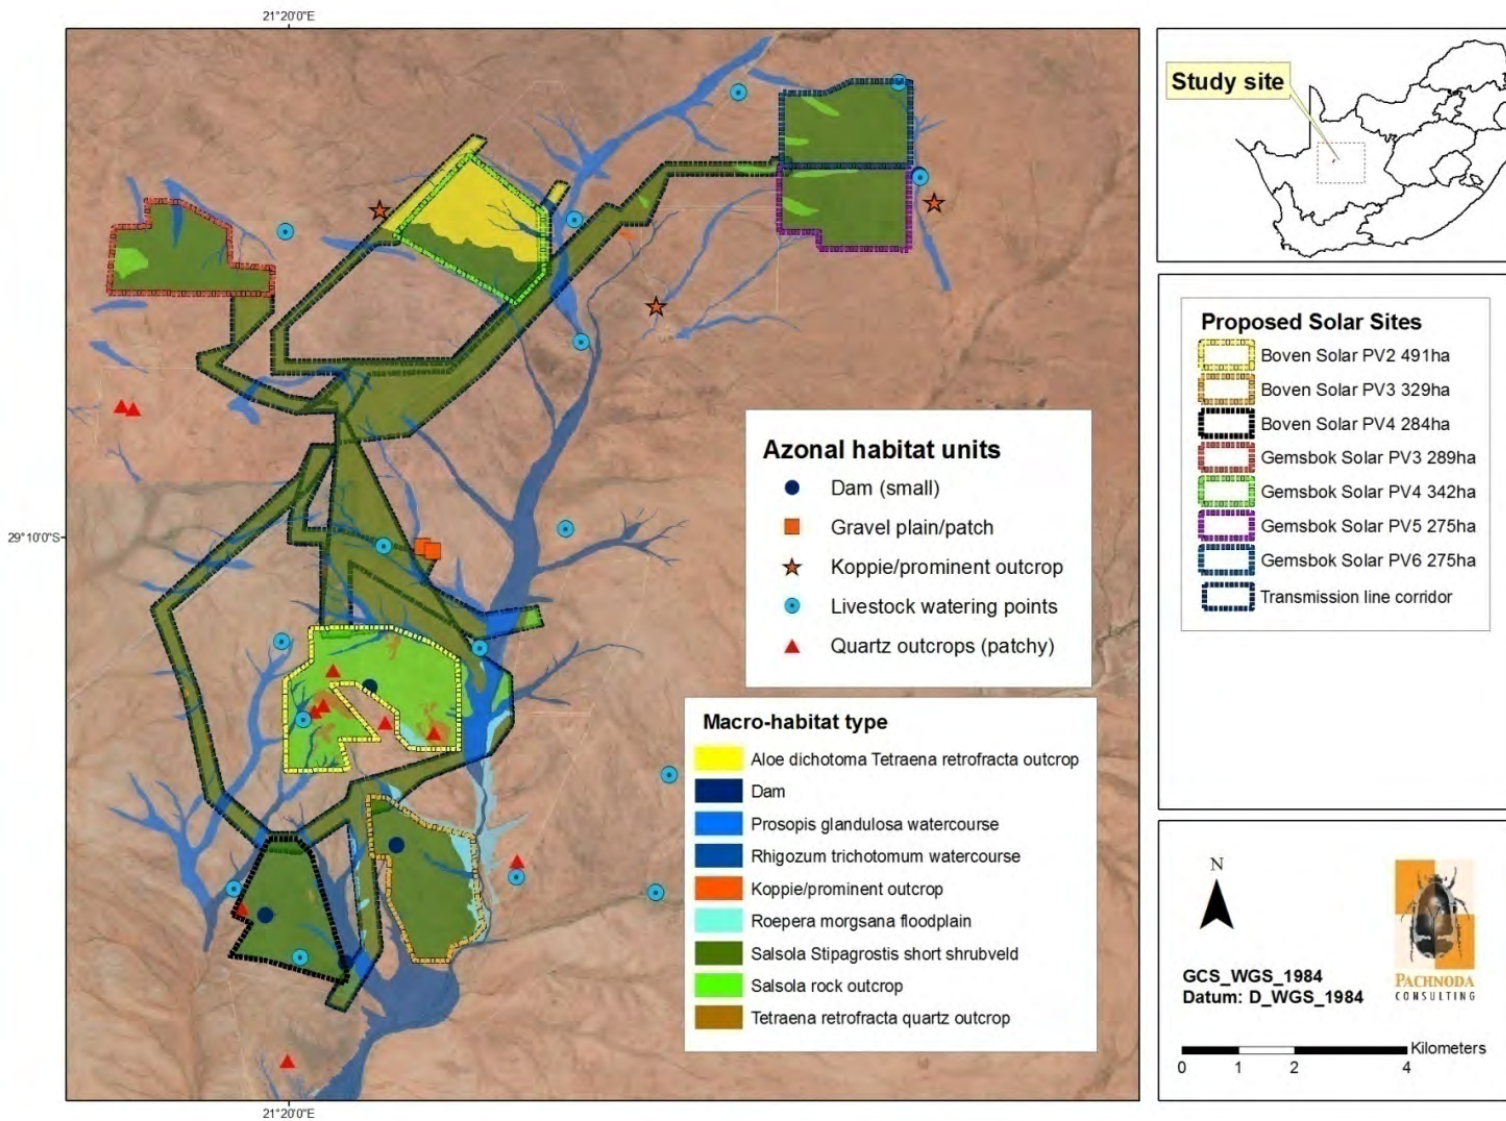 21°20'0"E
Study site
Proposed Solar Sites
Boven Solar PV2 491ha
Boven Solar PV3 329ha
Boven Solar PV4 284ha
Gemsbok Solar PV3 289ha
Gemsbok Solar PV4 342ha
Gemsbok Solar PV5 275ha
Gemsbok Solar PV6 275ha
Transmission line corridor
29°10'0"S
Azonal habitat units
Dam (small)
Gravel plain/patch
Koppie/prominent outcrop
Livestock watering points
Quartz outcrops (patchy)
Macro-habitat type
Aloe dichotoma Tetraena retrofracta outcrop
Dam
Prosopis glandulosa watercourse
Rhigozum trichotomum watercourse
Koppie/prominent outcrop
Roepera morgsana floodplain
Salsola Stipagrostis short shrubveld
Salsola rock outcrop
Tetraena retrofracta quartz outcrop
N
GCS_WGS_1984
Datum: D_WGS_1984
PACHNODA
CONSULTING
Kilometers
0 1 2 4
21°20'0"E